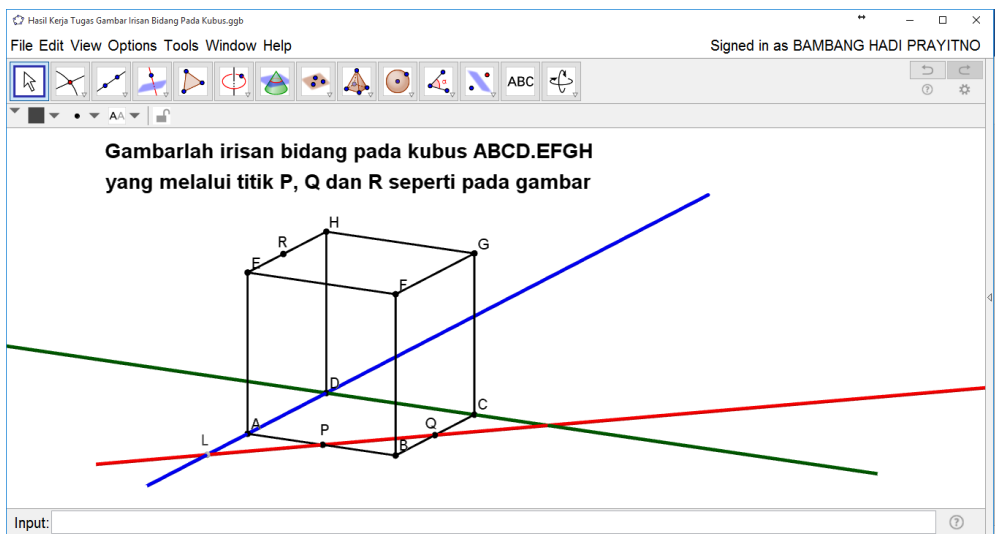 Hasil Kerja Tugas Gambar Irisan Bidang Pada Kubus.ggb
File Edit View Options Tools Window Help
Signed in as BAMBANG HADI PRAYITNO
ABC
AA
Gambarlah irisan bidang pada kubus ABCD.EFGH
yang melalui titik P, Q dan R seperti pada gambar
H
R
G
E
F
D
C
A
P
Q
L
B
Input: